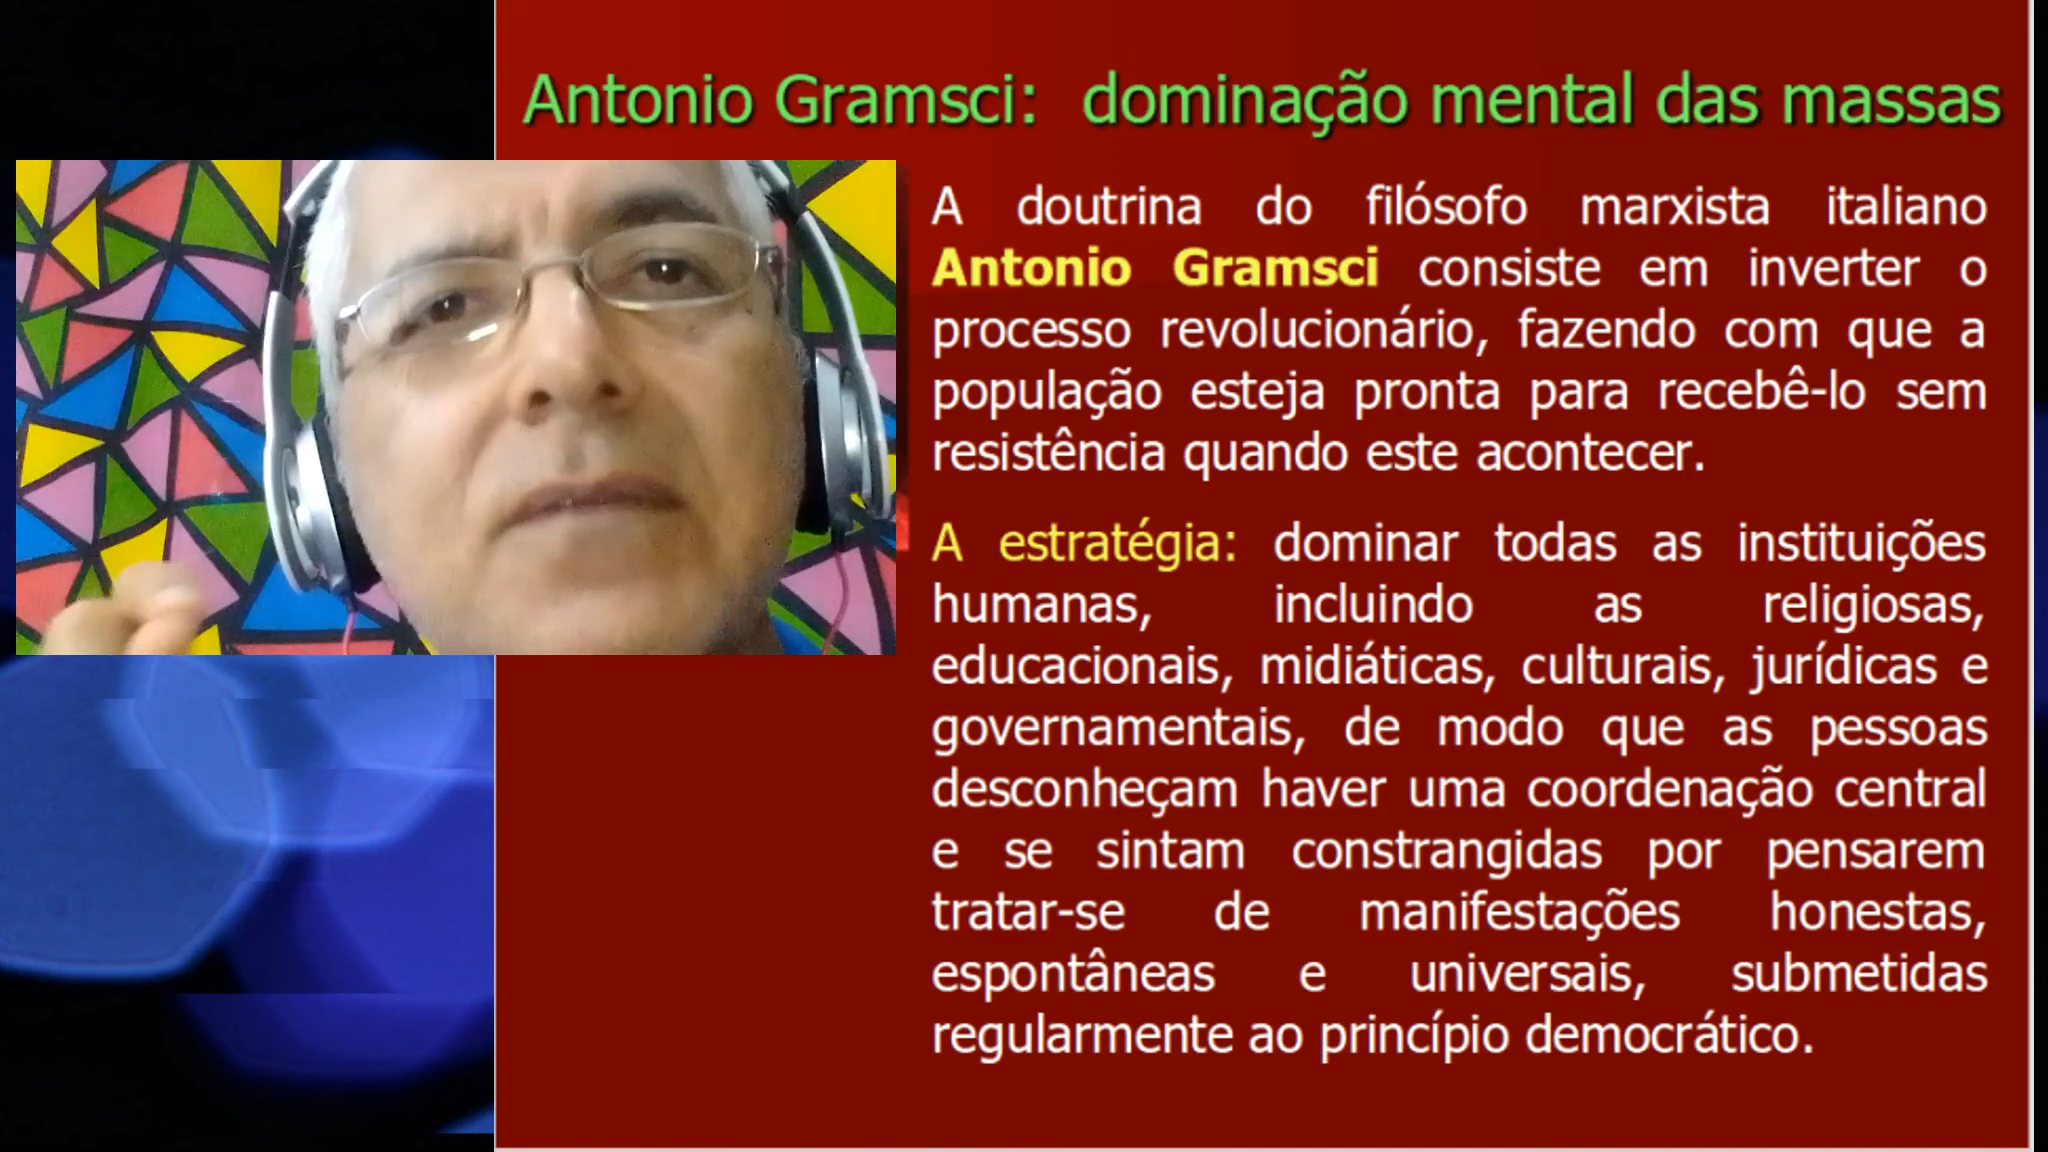 Antonio Gramsci: dominação mental das massas
A doutrina do filósofo marxista italiano
Antonio Gramsci consiste em inverter o
processo revolucionário, fazendo com que a
população esteja pronta para recebê-lo sem
resistência quando este acontecer.
A estratégia: dominar todas as instituições
humanas, incluindo as religiosas,
educacionais, midiáticas, culturais, jurídicas e
governamentais, de modo que as pessoas
desconheçam haver uma coordenação central
e se sintam constrangidas por pensarem
tratar-se de manifestações honestas,
espontâneas e universais, submetidas
regularmente ao princípio democrático.